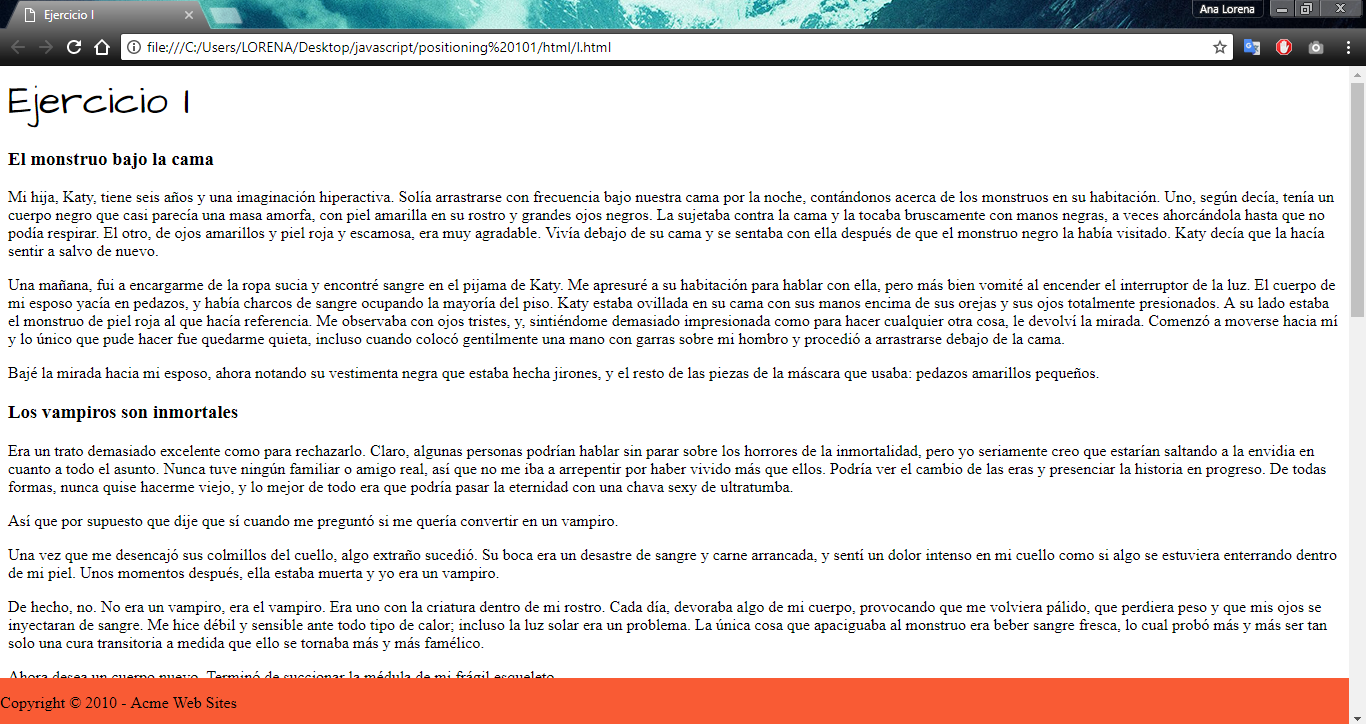 Ejercicio I
Ana Lorena
file:///C:/Users/LORENA/Desktop/javascript/positioning%20101/html/I.html
Ejercicio I
El monstruo bajo la cama
Mi hija, Katy, tiene seis años y una imaginación hiperactiva. Solía arrastrarse con frecuencia bajo nuestra cama por la noche, contándonos acerca de los monstruos en su habitación. Uno, según decía, tenía un
cuerpo negro que casi parecía una masa amorfa, con piel amarilla en su rostro y grandes ojos negros. La sujetaba contra la cama y la tocaba bruscamente con manos negras, a veces ahorcándola hasta que no
podía respirar. El otro, de ojos amarillos y piel roja y escamosa, era muy agradable. Vivía debajo de su cama y se sentaba con ella después de que el monstruo negro la había visitado. Katy decía que la hacía
sentir a salvo de nuevo.
Una mañana, fui a encargarme de la ropa sucia y encontré sangre en el pijama de Katy. Me apresuré a su habitación para hablar con ella, pero más bien vomité al encender el interruptor de la luz. El cuerpo de
mi esposo yacía en pedazos, y había charcos de sangre ocupando la mayoría del piso. Katy estaba ovillada en su cama con sus manos encima de sus orejas y sus ojos totalmente presionados. A su lado estaba
el monstruo de piel roja al que hacía referencia. Me observaba con ojos tristes, y, sintiéndome demasiado impresionada como para hacer cualquier otra cosa, le devolví la mirada. Comenzó a moverse hacia mí
y lo único que pude hacer fue quedarme quieta, incluso cuando colocó gentilmente una mano con garras sobre mi hombro y procedió a arrastrarse debajo de la cama.
Bajé la mirada hacia mi esposo, ahora notando su vestimenta negra que estaba hecha jirones, y el resto de las piezas de la máscara que usaba: pedazos amarillos pequeños.
Los vampiros son inmortales
Era un trato demasiado excelente como para rechazarlo. Claro, algunas personas podrían hablar sin parar sobre los horrores de la inmortalidad, pero yo seriamente creo que estarían saltando a la envidia en
cuanto a todo el asunto. Nunca tuve ningún familiar o amigo real, así que no me iba a arrepentir por haber vivido más que ellos. Podría ver el cambio de las eras y presenciar la historia en progreso. De todas
formas, nunca quise hacerme viejo, y lo mejor de todo era que podría pasar la eternidad con una chava sexy de ultratumba.
Así que por supuesto que dije que sí cuando me preguntó si me quería convertir en un vampiro.
Una vez que me desencajó sus colmillos del cuello, algo extraño sucedió. Su boca era un desastre de sangre y carne arrancada, y sentí un dolor intenso en mi cuello como si algo se estuviera enterrando dentro
de mi piel. Unos momentos después, ella estaba muerta y yo era un vampiro.
De hecho, no. No era un vampiro, era el vampiro. Era uno con la criatura dentro de mi rostro. Cada día, devoraba algo de mi cuerpo, provocando que me volviera pálido, que perdiera peso y que mis ojos se
inyectaran de sangre. Me hice débil y sensible ante todo tipo de calor; incluso la luz solar era un problema. La única cosa que apaciguaba al monstruo era beber sangre fresca, lo cual probó más y más ser tan
solo una cura transitoria a medida que ello se tornaba más y más famélico.
Ahora desea un cuerpo nuevo. Terminó de succionar la médula de mi frágil esqueleto.
Copyright © 2010 - Acme Web Sites